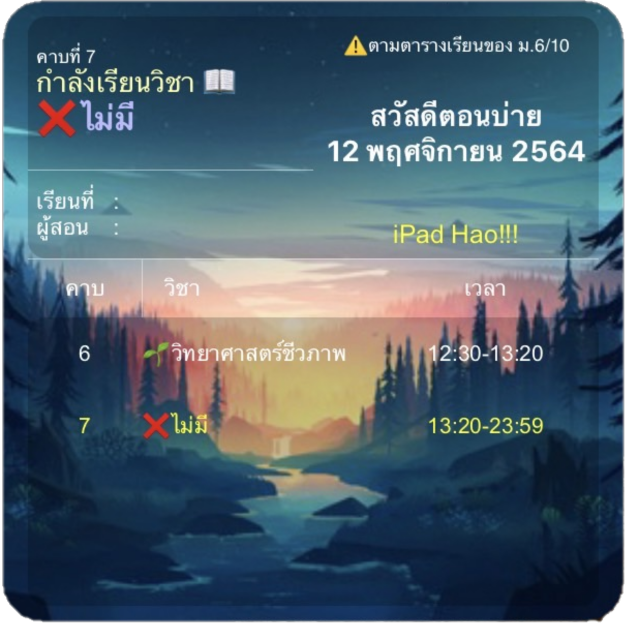 คาบที่ 7
⚠️ตามตารางเรียนของ ม.6/10
กำลังเรียนวิชา 📖
❌ไม่มี
สวัสดีตอนบ่าย
12 พฤศจิกายน 2564
เรียนที่ :
ผู้สอน :
iPad Hao!!!
คาบ วิชา เวลา
6 🌱วิทยาศาสตร์ชีวภาพ 12:30-13:20
7 ❌ไม่มี 13:20-23:59